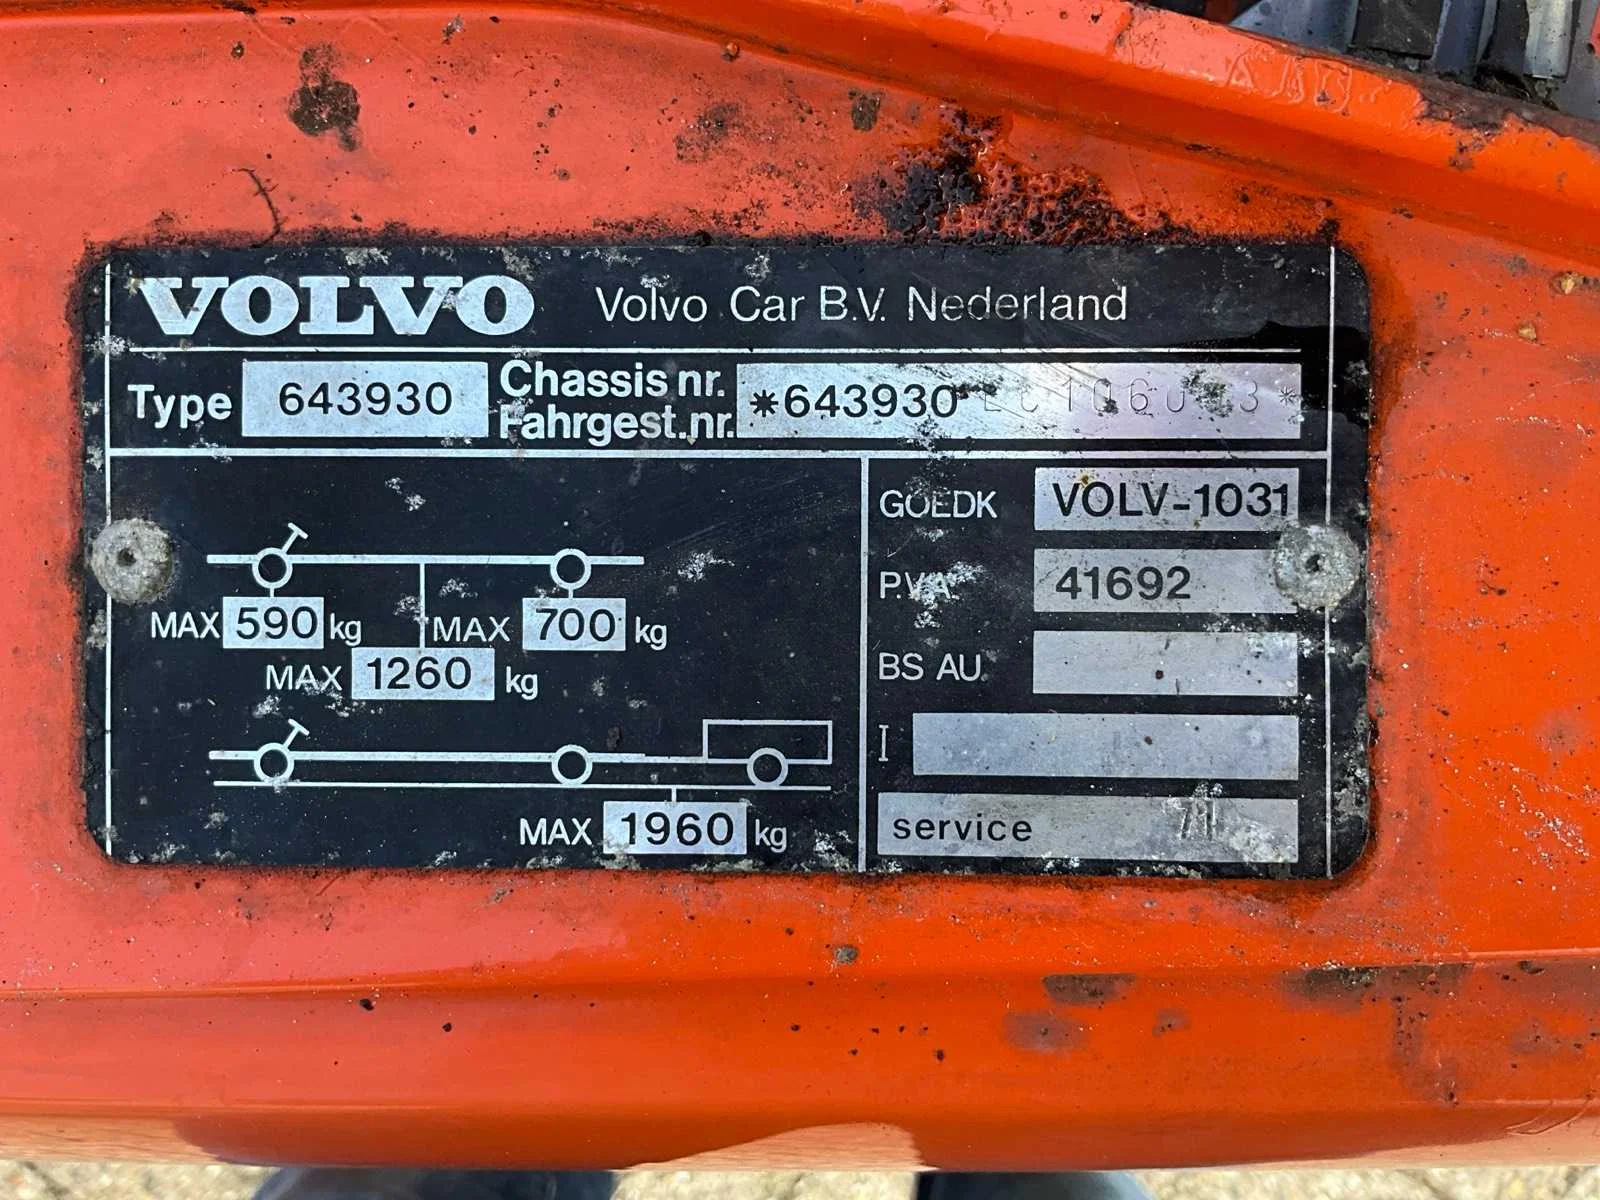 VOLVO Volvo Car B.V. Nederland
Type 643930 Chassis nr. *643930
Fahrgest.nr.
GOEDK VOLV-1031
P.V.A. 41692
MAX 590 kg MAX 700 kg
MAX 1260 kg
BS AU.
I
MAX 1960 kg
service 71